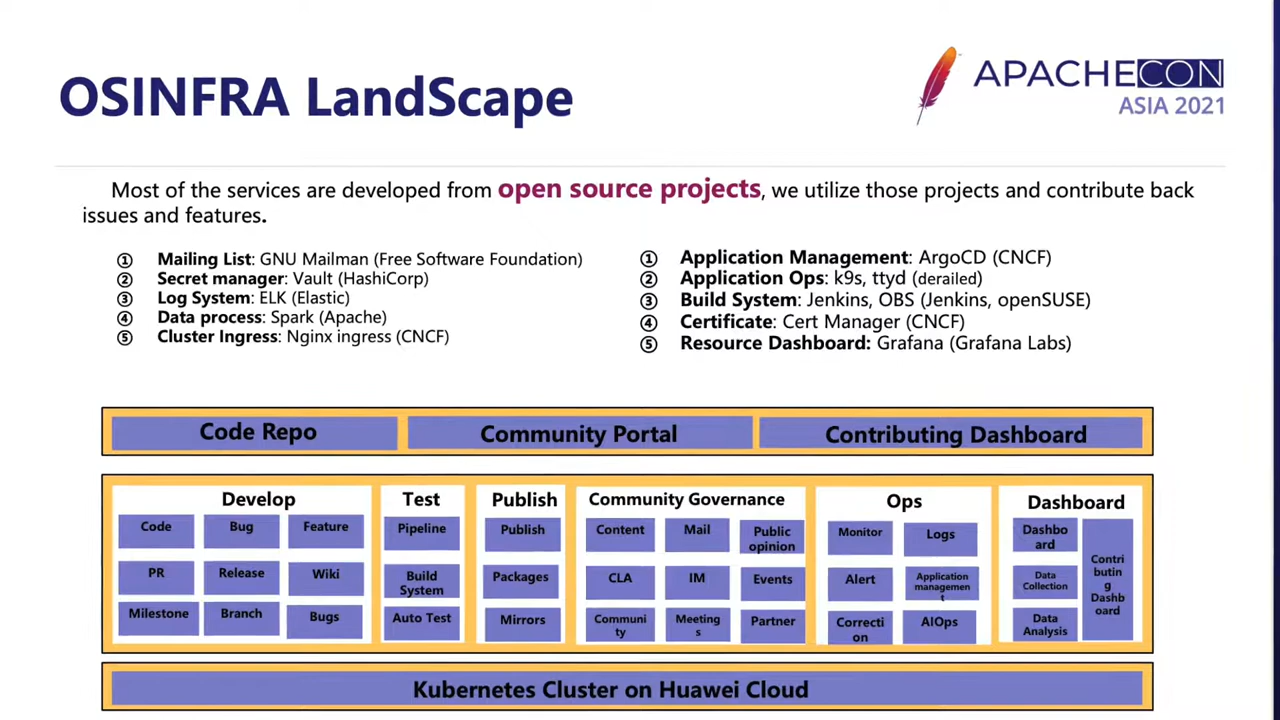 OSINFRA LandScape
APACHECON
ASIA 2021
Most of the services are developed from open source projects, we utilize those projects and contribute back
issues and features.
① Mailing List: GNU Mailman (Free Software Foundation)
② Secret manager: Vault (HashiCorp)
③ Log System: ELK (Elastic)
④ Data process: Spark (Apache)
⑤ Cluster Ingress: Nginx ingress (CNCF)
① Application Management: ArgoCD (CNCF)
② Application Ops: k9s, ttyd (derailed)
③ Build System: Jenkins, OBS (Jenkins, openSUSE)
④ Certificate: Cert Manager (CNCF)
⑤ Resource Dashboard: Grafana (Grafana Labs)
Code Repo
Community Portal
Contributing Dashboard
Develop
Code
Bug
Feature
PR
Release
Wiki
Milestone
Branch
Bugs
Test
Pipeline
Build
System
Auto Test
Publish
Publish
Packages
Mirrors
Community Governance
Content
Mail
Public
opinion
CLA
IM
Events
Communi
ty
Meeting
s
Partner
Ops
Monitor
Logs
Alert
Application
managemen
t
Correcti
on
AIOps
Dashboard
Dashbo
ard
Data
Collection
Data
Analysis
Contri
butin
g
Dashb
oard
Kubernetes Cluster on Huawei Cloud